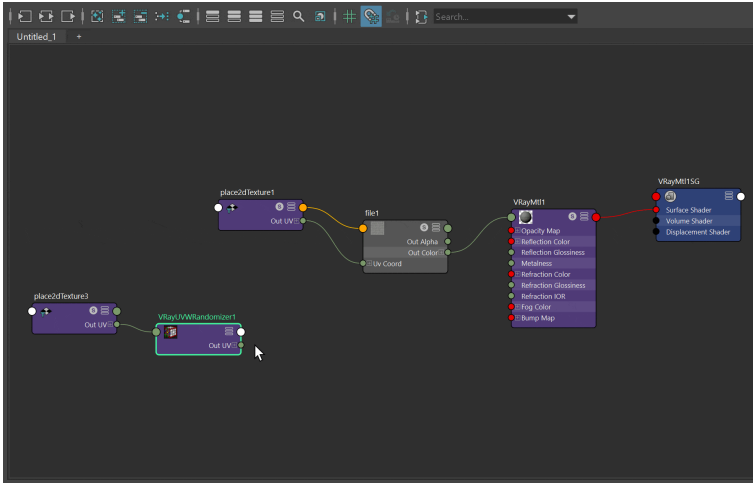 Search...
Untitled_1 +
place2dTexture1
Out UV
file1
Out Alpha
Out Color
Uv Coord
VRayMtl1
Opacity Map
Reflection Color
Reflection Glossiness
Metalness
Refraction Color
Refraction Glossiness
Refraction IOR
Fog Color
Bump Map
VRayMtl1SG
Surface Shader
Volume Shader
Displacement Shader
place2dTexture3
Out UV
VRayUVWRandomizer1
Out UV